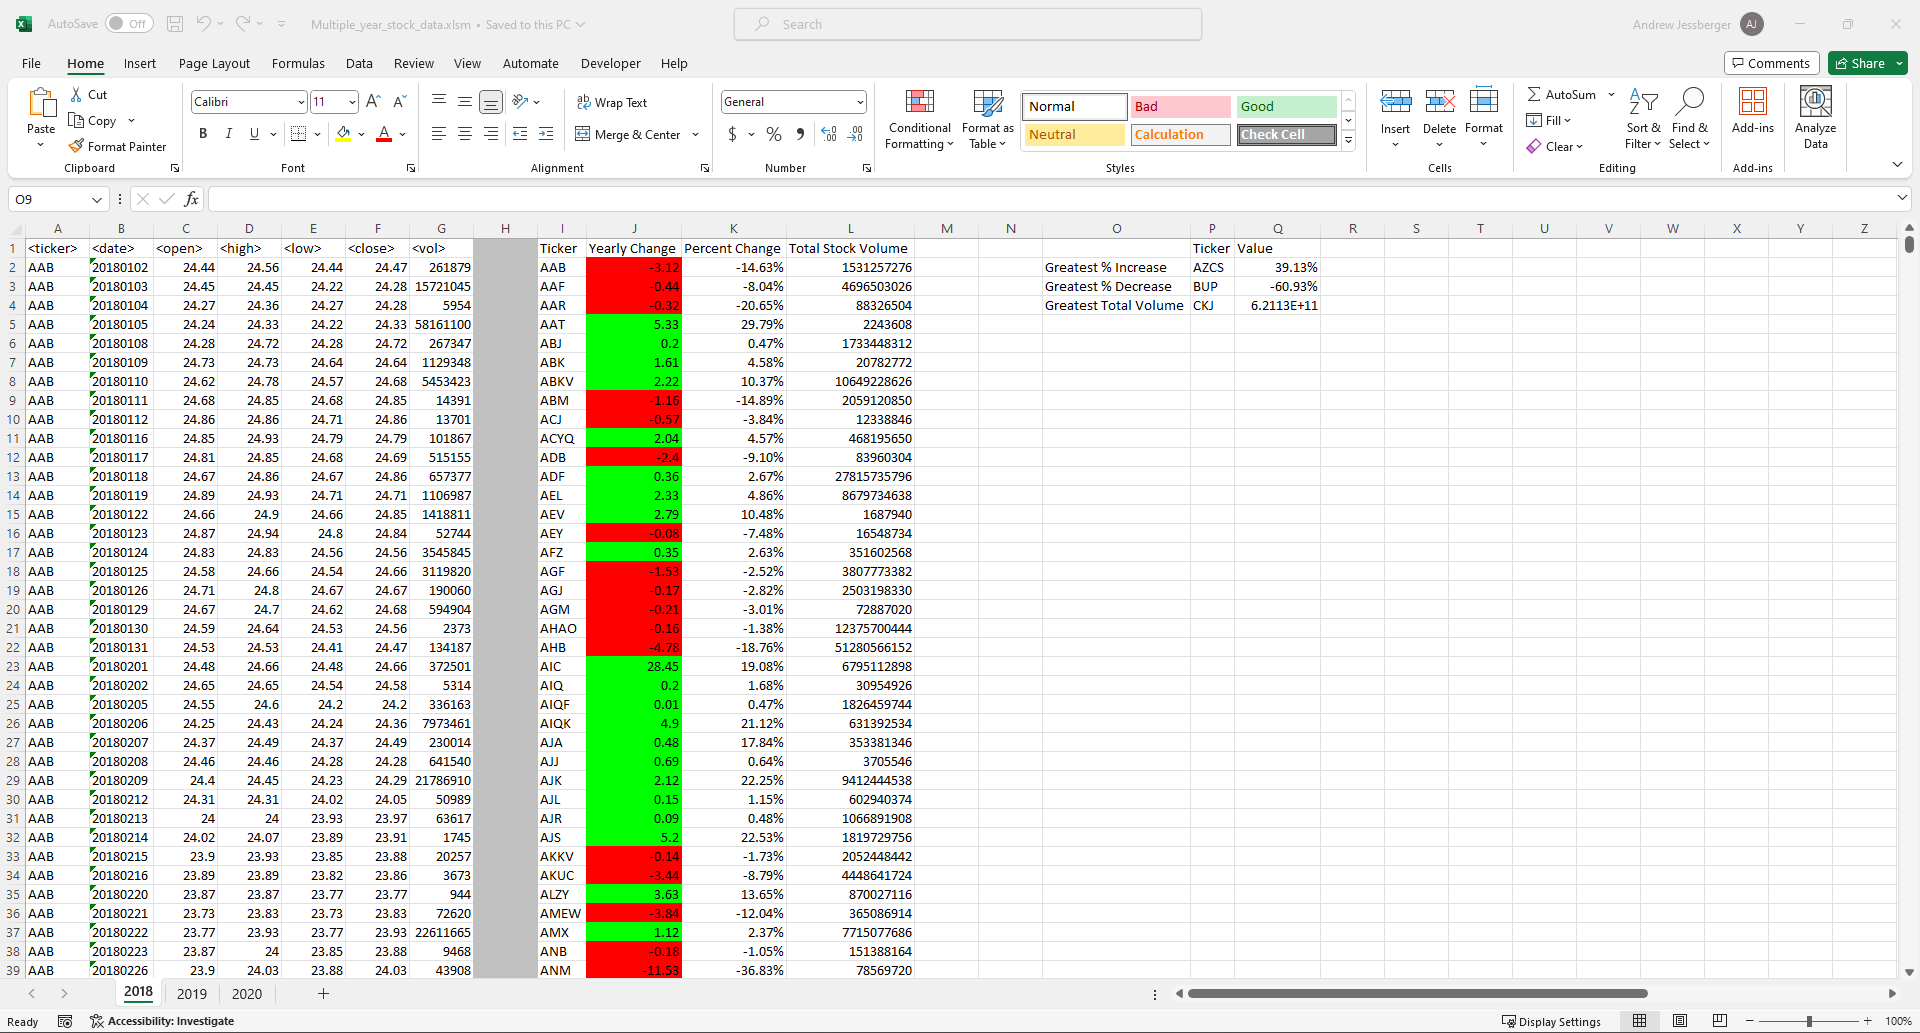 AutoSave Off Multiple_year_stock_data.xlsm • Saved to this PC Search Andrew Jessberger AJ
File Home Insert Page Layout Formulas Data Review View Automate Developer Help Comments Share
Paste Cut Copy Format Painter
Clipboard
Calibri 11 B I U A
Font
Wrap Text
Merge & Center
Alignment
General
$ % ,
Number
Conditional Formatting Format as Table
Normal Bad Good
Neutral Calculation Check Cell
Styles
Insert Delete Format
Cells
AutoSum Fill Clear Sort & Filter Find & Select
Editing
Add-ins
Add-ins
Analyze Data
O9 fx
A B C D E F G H I J K L M N O P Q R S T U V W X Y Z
1 <ticker> <date> <open> <high> <low> <close> <vol> Ticker Yearly Change Percent Change Total Stock Volume Ticker Value
2 AAB 20180102 24.44 24.56 24.44 24.47 261879 AAB -3.12 -14.63% 1531257276 Greatest % Increase AZCS 39.13%
3 AAB 20180103 24.45 24.45 24.22 24.28 15721045 AAF -0.44 -8.04% 4696503026 Greatest % Decrease BUP -60.93%
4 AAB 20180104 24.27 24.36 24.27 24.28 5954 AAR -0.32 -20.65% 88326504 Greatest Total Volume CKJ 6.2113E+11
5 AAB 20180105 24.24 24.33 24.22 24.33 58161100 AAT 5.33 29.79% 2243608
6 AAB 20180108 24.28 24.72 24.28 24.72 267347 ABJ 0.2 0.47% 1733448312
7 AAB 20180109 24.73 24.73 24.64 24.64 1129348 ABK 1.61 4.58% 20782772
8 AAB 20180110 24.62 24.78 24.57 24.68 5453423 ABKV 2.22 10.37% 10649228626
9 AAB 20180111 24.68 24.85 24.68 24.85 14391 ABM -1.16 -14.89% 2059120850
10 AAB 20180112 24.86 24.86 24.71 24.86 13701 ACJ -0.57 -3.84% 12338846
11 AAB 20180116 24.85 24.93 24.79 24.79 101867 ACYQ 2.04 4.57% 468195650
12 AAB 20180117 24.81 24.85 24.68 24.69 515155 ADB -2.4 -9.10% 83960304
13 AAB 20180118 24.67 24.86 24.67 24.86 657377 ADF 0.36 2.67% 27815735796
14 AAB 20180119 24.89 24.93 24.71 24.71 1106987 AEL 2.33 4.86% 8679734638
15 AAB 20180122 24.66 24.9 24.66 24.85 1418811 AEV 2.79 10.48% 1687940
16 AAB 20180123 24.87 24.94 24.8 24.84 52744 AEY -0.08 -7.48% 16548734
17 AAB 20180124 24.83 24.83 24.56 24.56 3545845 AFZ 0.35 2.63% 351602568
18 AAB 20180125 24.58 24.66 24.54 24.66 3119820 AGF -1.53 -2.52% 3807773382
19 AAB 20180126 24.71 24.8 24.67 24.67 190060 AGJ -0.17 -2.82% 2503198330
20 AAB 20180129 24.67 24.7 24.62 24.68 594904 AGM -0.21 -3.01% 72887020
21 AAB 20180130 24.59 24.64 24.53 24.56 2373 AHAO -0.16 -1.38% 12375700444
22 AAB 20180131 24.53 24.53 24.41 24.47 134187 AHB -4.78 -18.76% 51280566152
23 AAB 20180201 24.48 24.66 24.48 24.66 372501 AIC 28.45 19.08% 6795112898
24 AAB 20180202 24.65 24.65 24.54 24.58 5314 AIQ 0.2 1.68% 30954926
25 AAB 20180205 24.55 24.6 24.2 24.2 336163 AIQF 0.01 0.47% 1826459744
26 AAB 20180206 24.25 24.43 24.24 24.36 7973461 AIQK 4.9 21.12% 631392534
27 AAB 20180207 24.37 24.49 24.37 24.49 230014 AJA 0.48 17.84% 353381346
28 AAB 20180208 24.46 24.46 24.28 24.28 641540 AJJ 0.69 0.64% 3705546
29 AAB 20180209 24.4 24.45 24.23 24.29 21786910 AJK 2.12 22.25% 9412444538
30 AAB 20180212 24.31 24.31 24.02 24.05 50989 AJL 0.15 1.15% 602940374
31 AAB 20180213 24 24 23.93 23.97 63617 AJR 0.09 0.48% 1066891908
32 AAB 20180214 24.02 24.07 23.89 23.91 1745 AJS 5.2 22.53% 1819729756
33 AAB 20180215 23.9 23.93 23.85 23.88 20257 AKKV -0.14 -1.73% 2052448442
34 AAB 20180216 23.89 23.89 23.82 23.86 3673 AKUC -3.44 -8.79% 4448641724
35 AAB 20180220 23.87 23.87 23.77 23.77 944 ALZY 3.63 13.65% 870027116
36 AAB 20180221 23.73 23.83 23.73 23.83 72620 AMEW -3.84 -12.04% 365086914
37 AAB 20180222 23.77 23.93 23.77 23.93 22611665 AMX 1.12 2.37% 7715077686
38 AAB 20180223 23.87 24 23.85 23.88 9468 ANB -0.18 -1.05% 151388164
39 AAB 20180226 23.9 24.03 23.88 24.03 43908 ANM -11.53 -36.83% 78569720
2018 2019 2020
Ready Accessibility: Investigate Display Settings 100%